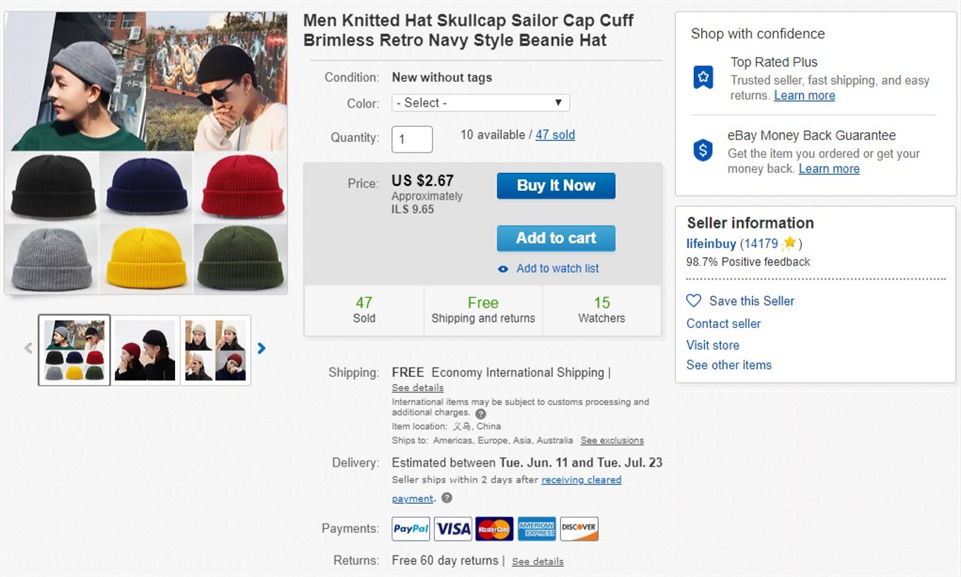 Men Knitted Hat Skullcap Sailor Cap Cuff
Brimless Retro Navy Style Beanie Hat
Condition: New without tags
Color: - Select -
Quantity: 1 10 available / 47 sold
Price: US $2.67
Approximately
ILS 9.65
Buy It Now
Add to cart
Add to watch list
47
Sold
Free
Shipping and returns
15
Watchers
Shipping: FREE Economy International Shipping |
See details
International items may be subject to customs processing and
additional charges. ?
Item location: 义乌, China
Ships to: Americas, Europe, Asia, Australia See exclusions
Delivery: Estimated between Tue. Jun. 11 and Tue. Jul. 23
Seller ships within 2 days after receiving cleared
payment. ?
Payments: PayPal VISA MasterCard AMERICAN EXPRESS DISCOVER
Returns: Free 60 day returns | See details
Shop with confidence
Top Rated Plus
Trusted seller, fast shipping, and easy
returns. Learn more
eBay Money Back Guarantee
Get the item you ordered or get your
money back. Learn more
Seller information
lifeinbuy (14179 )
98.7% Positive feedback
Save this Seller
Contact seller
Visit store
See other items